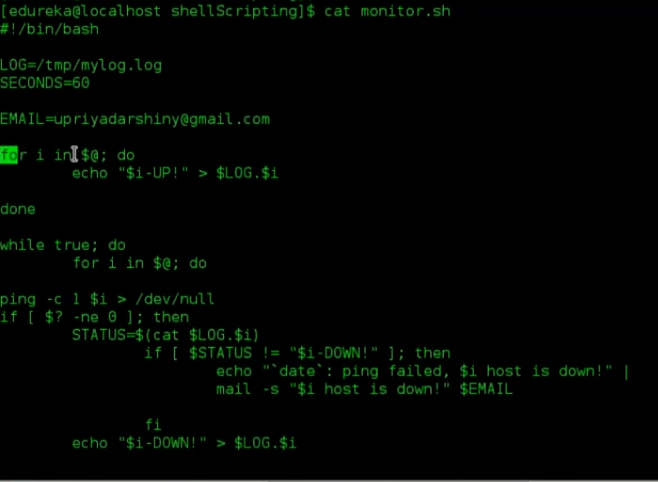 [edureka@localhost shellScripting]$ cat monitor.sh
#!/bin/bash
LOG=/tmp/mylog.log
SECONDS=60
EMAIL=upriyadarshiny@gmail.com
for i in $@; do
echo "$i-UP!" > $LOG.$i
done
while true; do
for i in $@; do
ping -c 1 $i > /dev/null
if [ $? -ne 0 ]; then
STATUS=$(cat $LOG.$i)
if [ $STATUS != "$i-DOWN!" ]; then
echo "`date`: ping failed, $i host is down!" |
mail -s "$i host is down!" $EMAIL
fi
echo "$i-DOWN!" > $LOG.$i